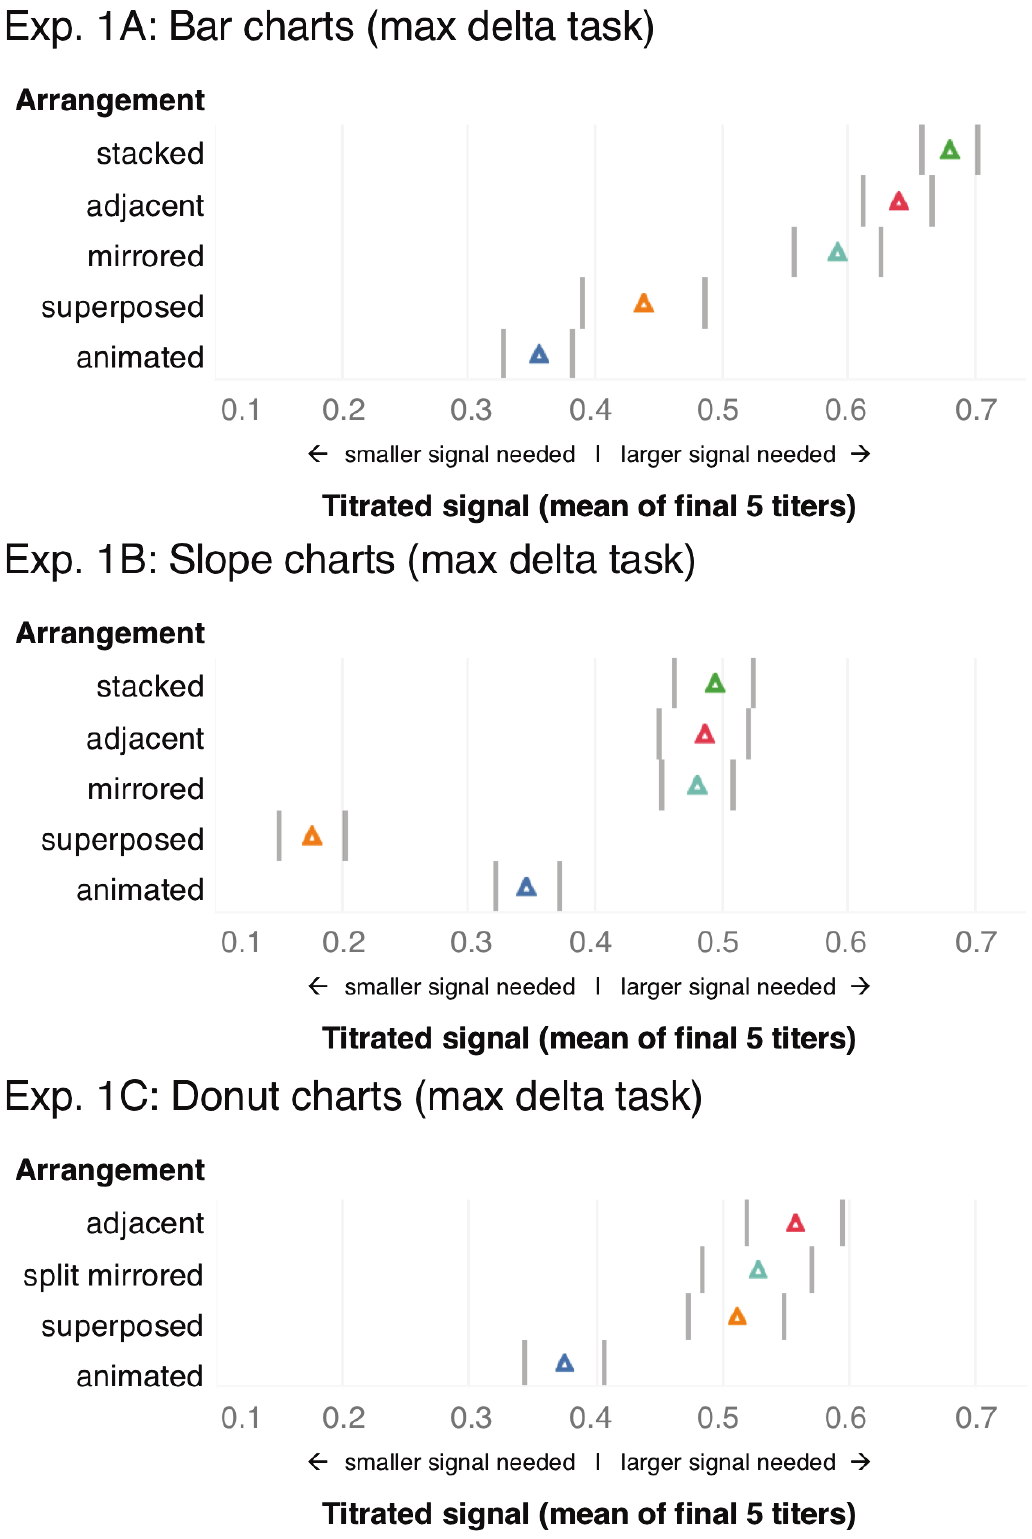 Exp. 1A: Bar charts (max delta task)
Arrangement
stacked
adjacent
mirrored
superposed
animated
0.1 0.2 0.3 0.4 0.5 0.6 0.7
← smaller signal needed | larger signal needed →
Titrated signal (mean of final 5 titers)
Exp. 1B: Slope charts (max delta task)
Arrangement
stacked
adjacent
mirrored
superposed
animated
0.1 0.2 0.3 0.4 0.5 0.6 0.7
← smaller signal needed | larger signal needed →
Titrated signal (mean of final 5 titers)
Exp. 1C: Donut charts (max delta task)
Arrangement
adjacent
split mirrored
superposed
animated
0.1 0.2 0.3 0.4 0.5 0.6 0.7
← smaller signal needed | larger signal needed →
Titrated signal (mean of final 5 titers)